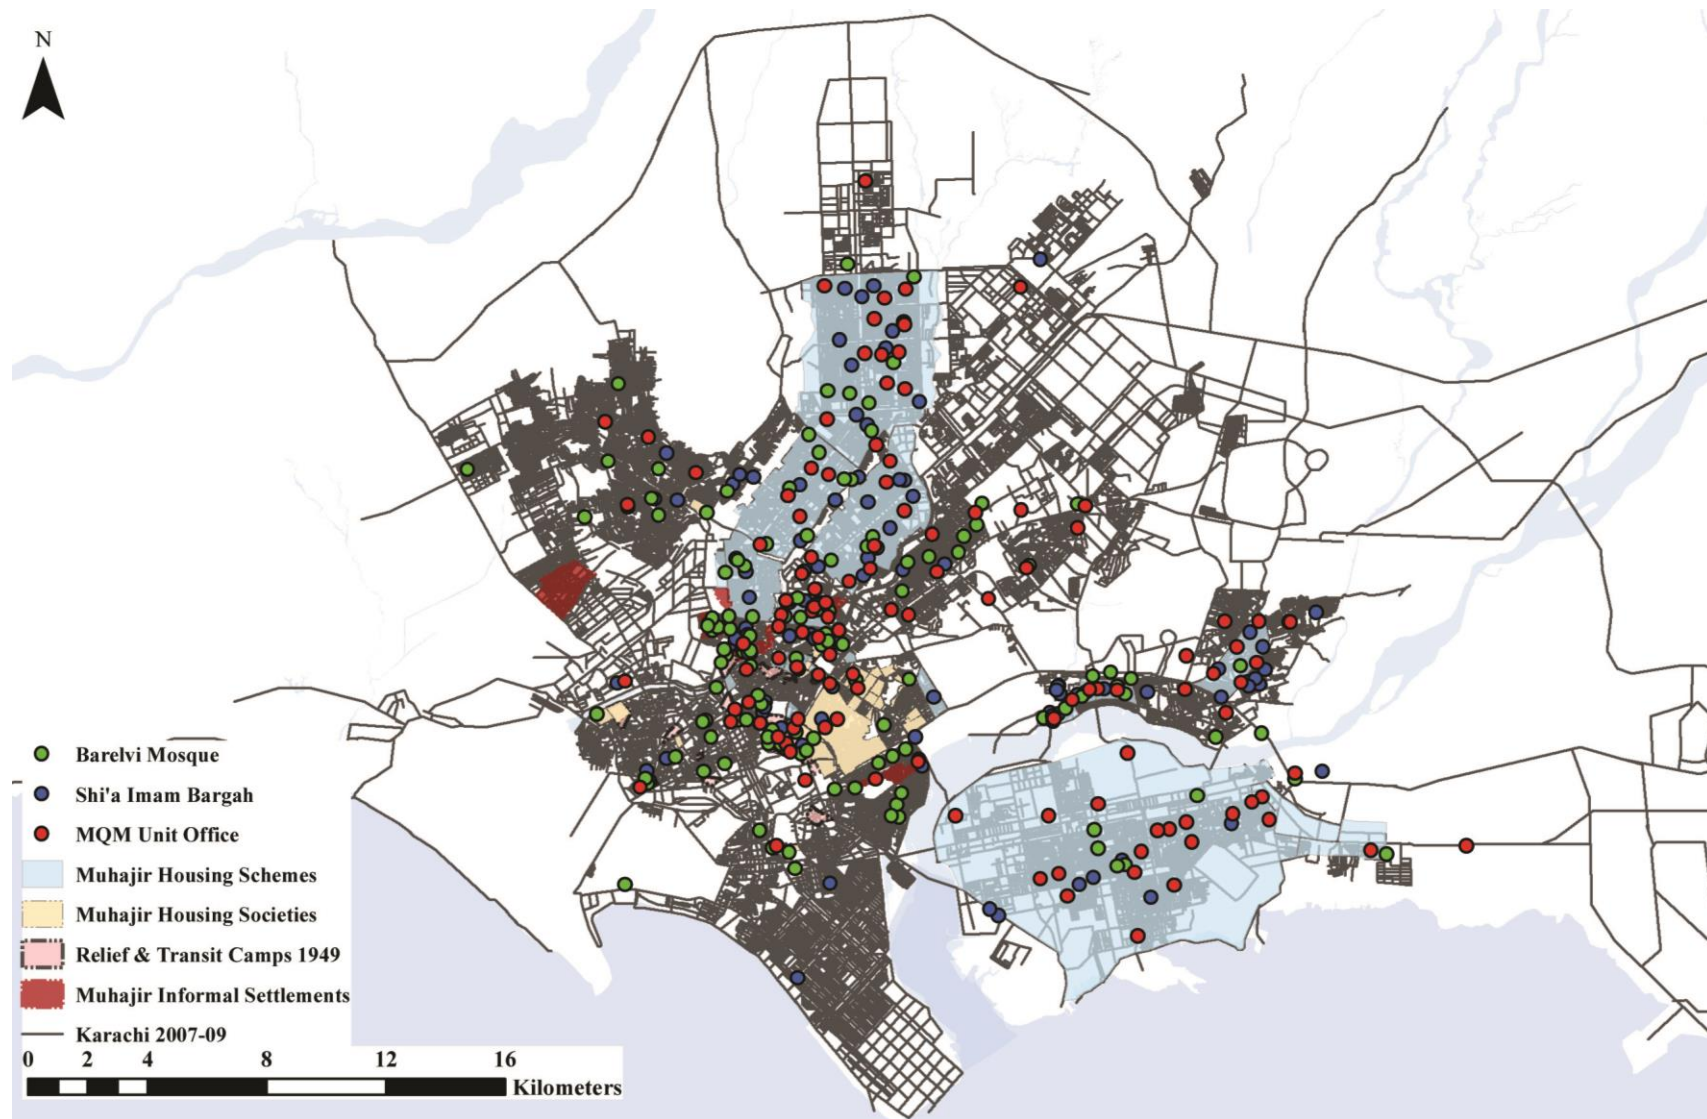 N
Barelvi Mosque
Shi'a Imam Bargah
MQM Unit Office
Muhajir Housing Schemes
Muhajir Housing Societies
Relief & Transit Camps 1949
Muhajir Informal Settlements
Karachi 2007-09
0 2 4 8 12 16
Kilometers